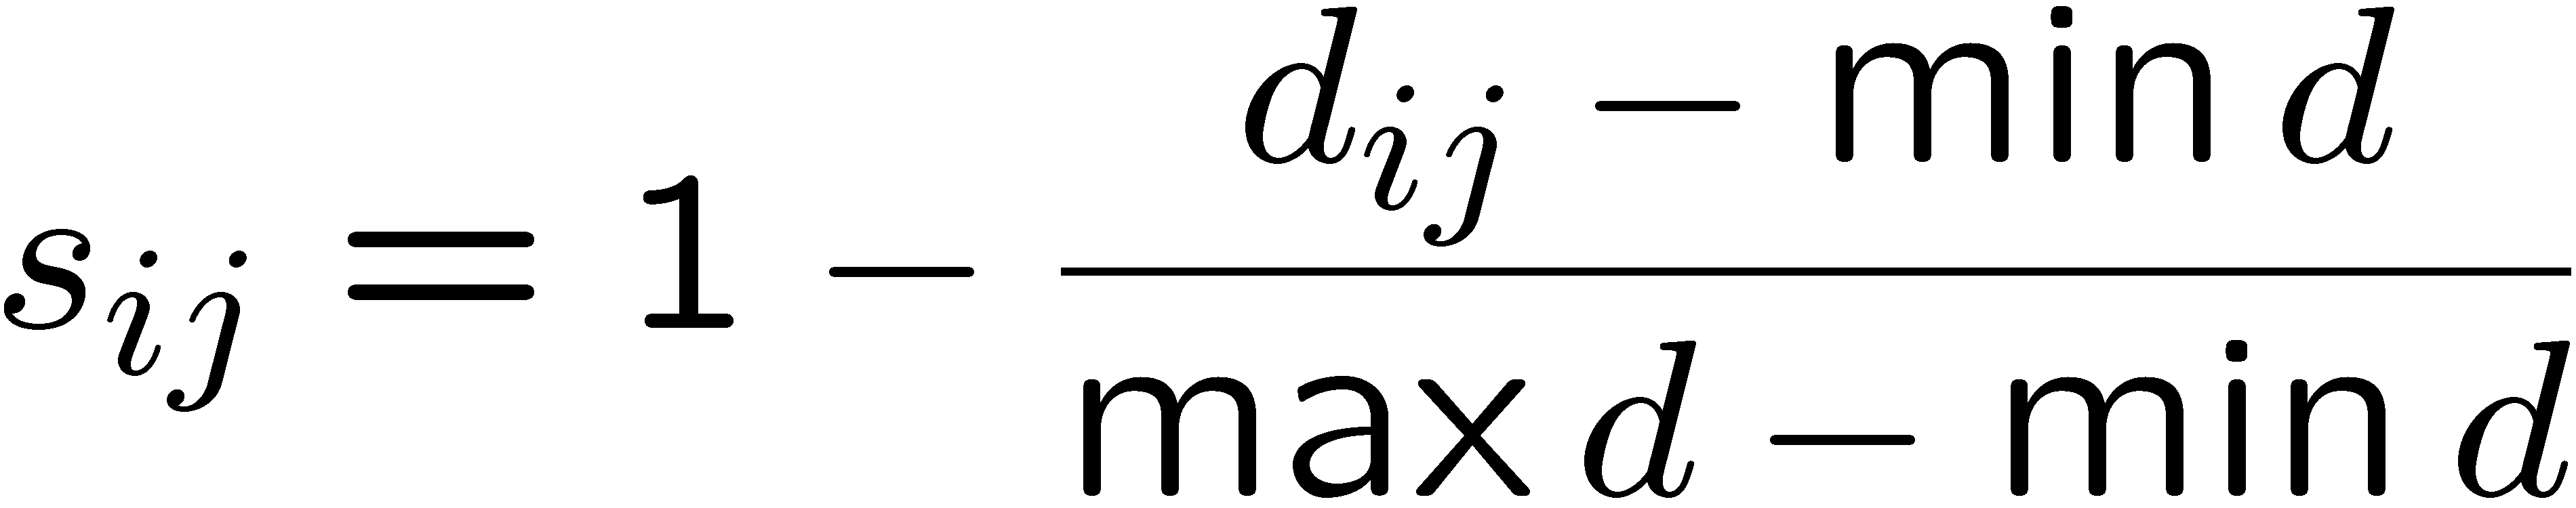 s_{ij} = 1 - \frac{d_{ij} - \min d}{\max d - \min d}